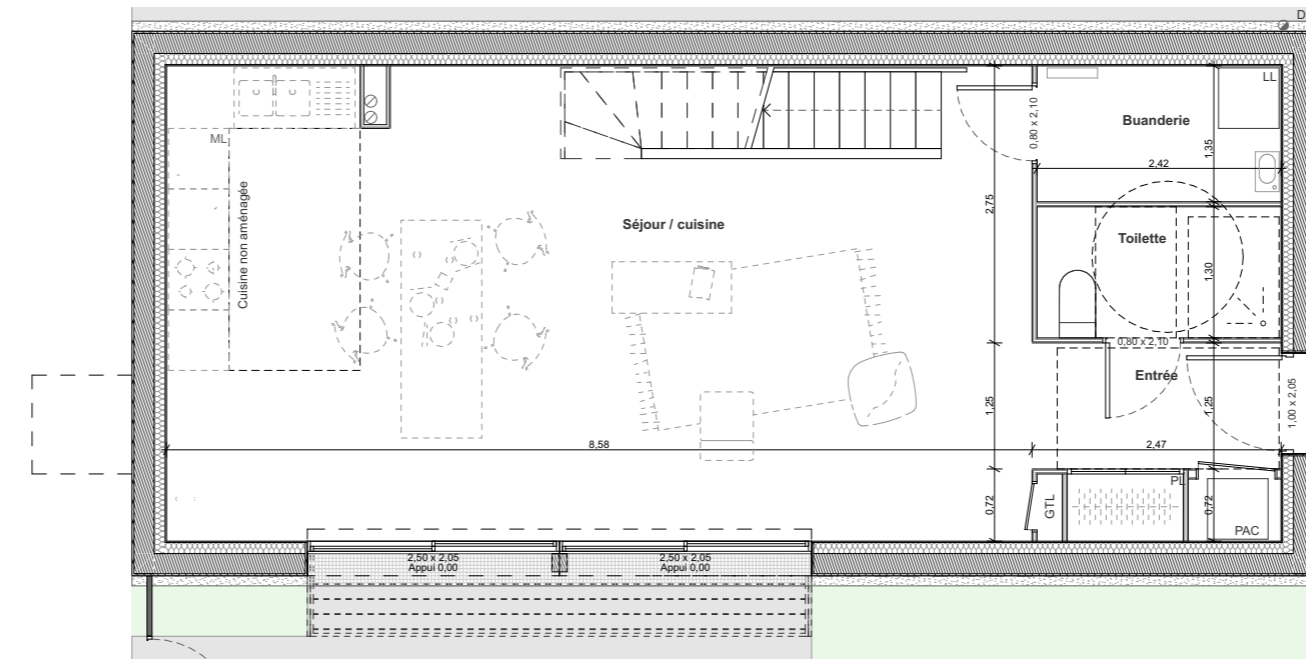 D
LL
ML
Buanderie
0,80 x 2,10
1,35
2,42
Cuisine non aménagée
Séjour / cuisine
2,75
Toilette
1,30
0,80 x 2,10
Entrée
1,25
1,25
1,00 x 2,05
8,58
2,47
0,72
GTL
PL
0,72
PAC
2,50 x 2,05
Appui 0,00
2,50 x 2,05
Appui 0,00